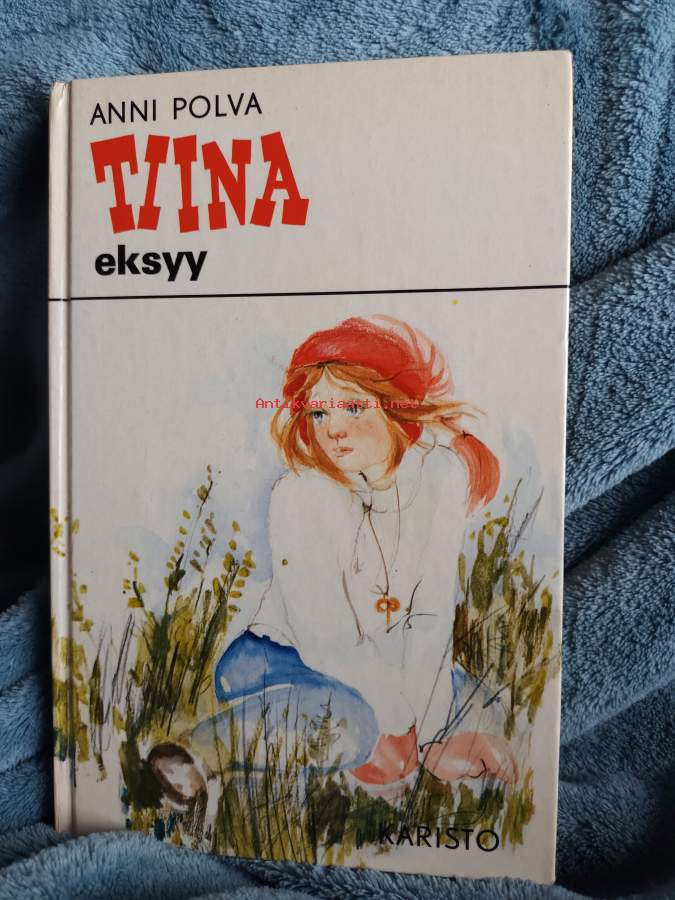 ANNI POLVA
TIINA
eksyy
Antikvariaatti.net
KARISTO